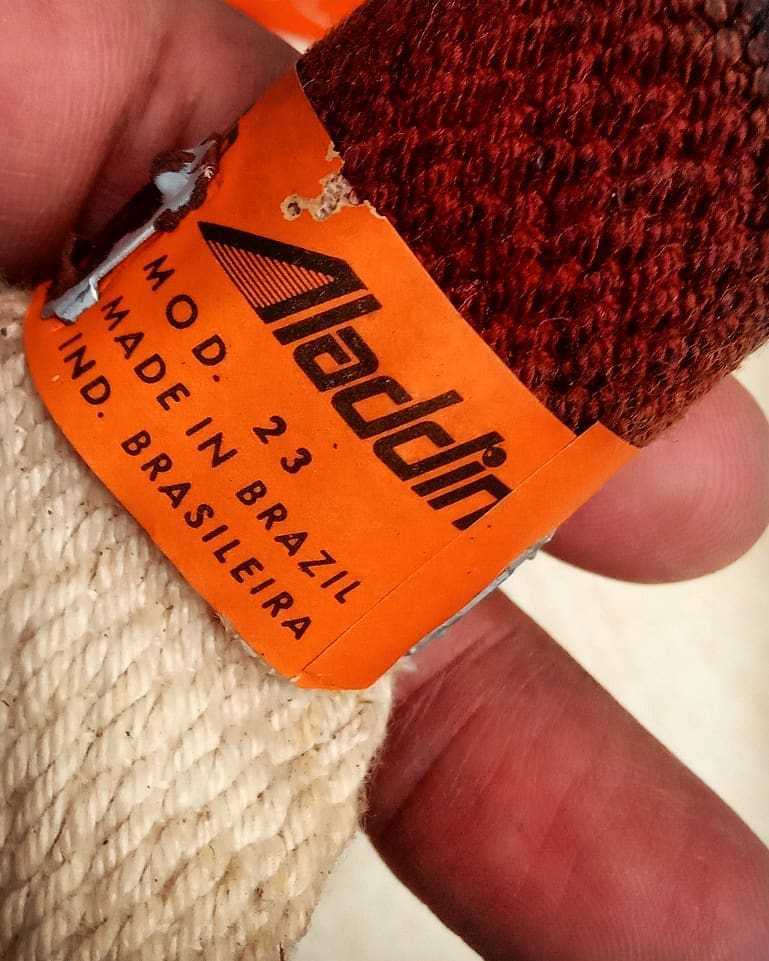 Aladdin
MOD. 23
MADE IN BRAZIL
IND. BRASILEIRA